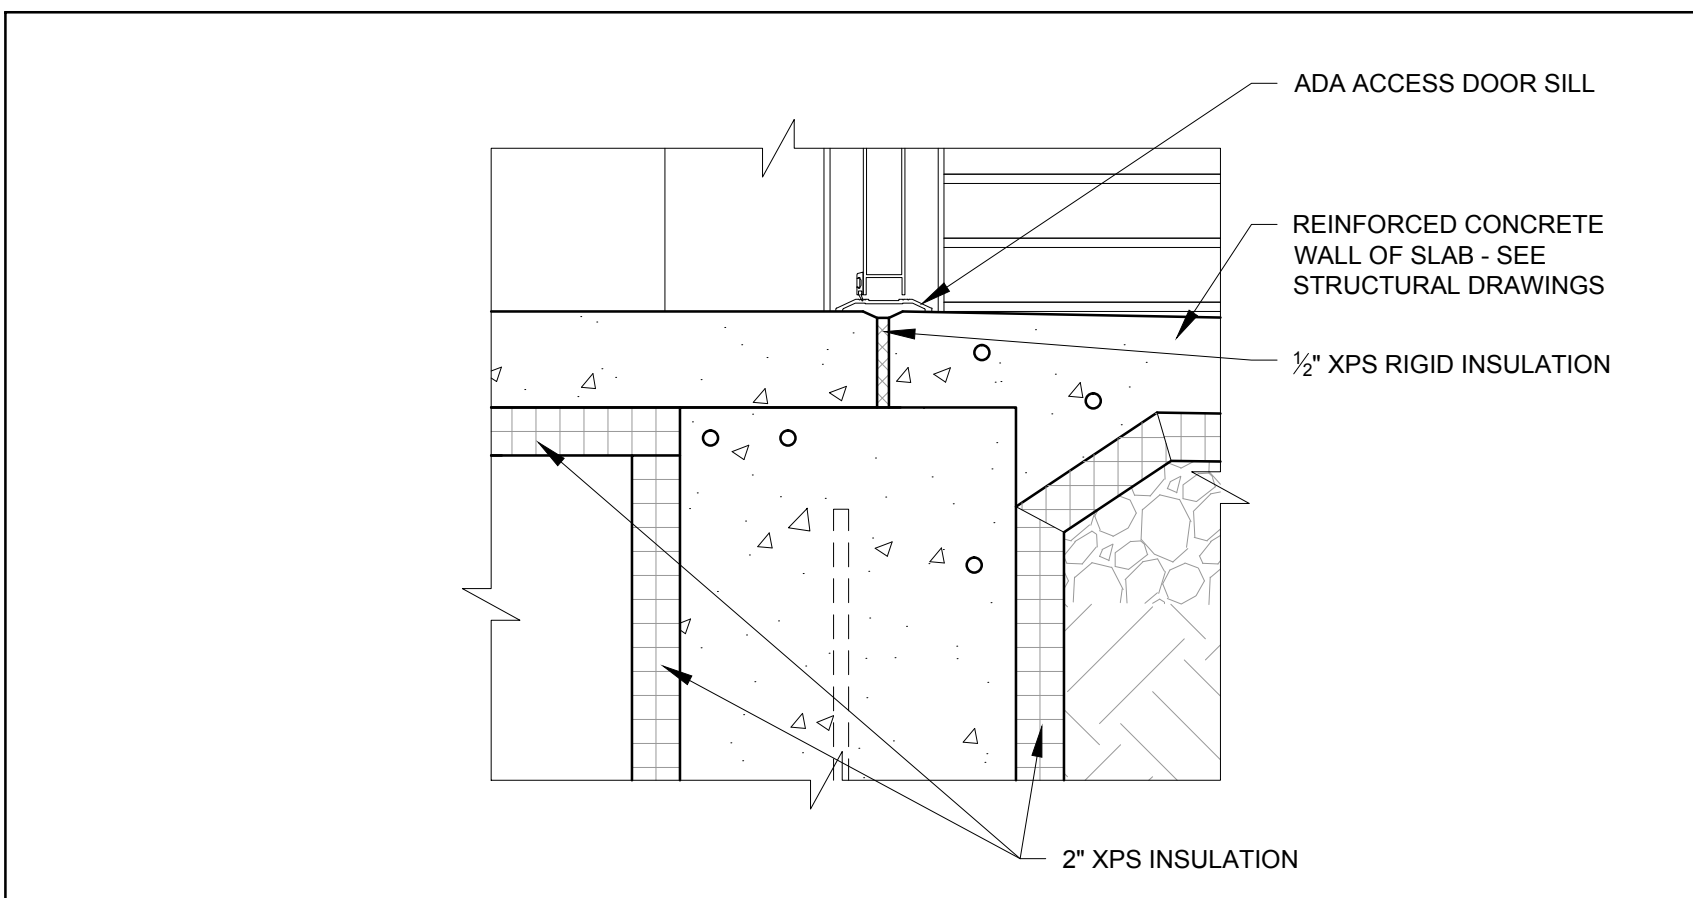 ADA ACCESS DOOR SILL
REINFORCED CONCRETE
WALL OF SLAB - SEE
STRUCTURAL DRAWINGS
½" XPS RIGID INSULATION
2" XPS INSULATION